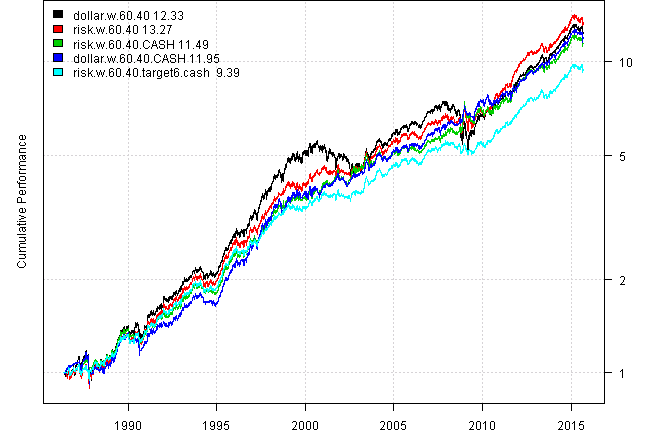 dollar.w.60.40 12.33
risk.w.60.40 13.27
risk.w.60.40.CASH 11.49
dollar.w.60.40.CASH 11.95
risk.w.60.40.target6.cash 9.39
Cumulative Performance
10
5
2
1
1990 1995 2000 2005 2010 2015